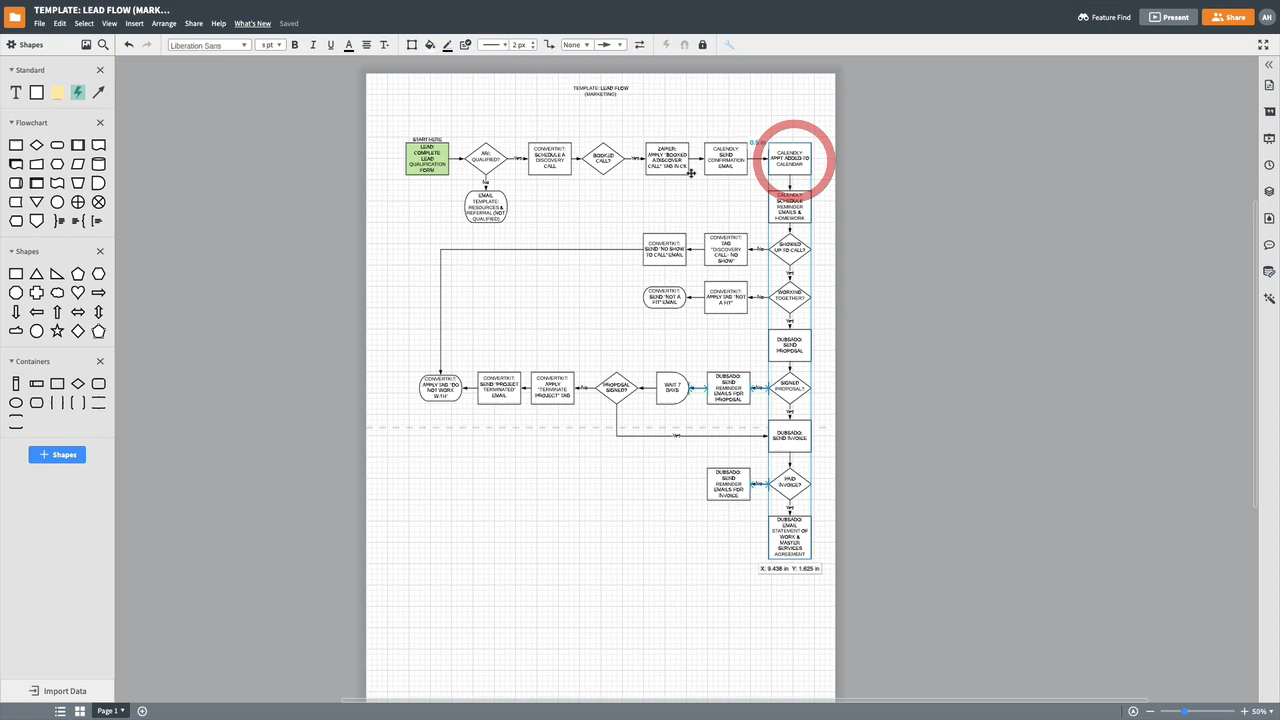 TEMPLATE: LEAD FLOW (MARK...
File Edit Select View Insert Arrange Share Help What's New Saved
Feature Find
Present
Share
AH
Shapes
Liberation Sans
8 pt
2 px
None
Standard
Flowchart
Shapes
Containers
+ Shapes
Import Data
Page 1
50%
TEMPLATE: LEAD FLOW
(MARKETING)
START HERE
LEAD:
COMPLETE
LEAD
QUALIFICATION
FORM
ARE
QUALIFIED?
Yes
No
EMAIL
TEMPLATE:
RESOURCES &
REFERRAL (NOT
QUALIFIED)
CONVERTKIT:
SCHEDULE A
DISCOVERY
CALL
BOOKED
CALL?
Yes
ZAPIER:
APPLY "BOOKED
A DISCOVER
CALL" TAG IN CK
CALENDLY:
SEND
CONFIRMATION
EMAIL
CALENDLY:
APPT ADDED TO
CALENDAR
CALENDLY:
SCHEDULE
REMINDER
EMAILS &
HOMEWORK
SHOWED
UP TO CALL?
No
CONVERTKIT:
TAG
"DISCOVERY
CALL- NO
SHOW"
CONVERTKIT:
SEND "NO SHOW
TO CALL" EMAIL
Yes
WORKING
TOGETHER?
No
CONVERTKIT:
APPLY TAG "NOT
A FIT"
CONVERTKIT:
SEND "NOT A
FIT" EMAIL
Yes
DUBSADO:
SEND
PROPOSAL
SIGNED
PROPOSAL?
No
DUBSADO:
SEND
REMINDER
EMAILS FOR
PROPOSAL
WAIT 7
DAYS
PROPOSAL
SIGNED?
No
CONVERTKIT:
APPLY
"TERMINATE
PROJECT" TAG
CONVERTKIT:
SEND "PROJECT
TERMINATED"
EMAIL
CONVERTKIT:
APPLY TAG "DO
NOT WORK
WITH"
Yes
Yes
DUBSADO:
SEND INVOICE
PAID
INVOICE?
No
DUBSADO:
SEND
REMINDER
EMAILS FOR
INVOICE
Yes
DUBSADO:
EMAIL
STATEMENT OF
WORK &
MASTER
SERVICES
AGREEMENT
X: 9.438 in Y: 1.625 in